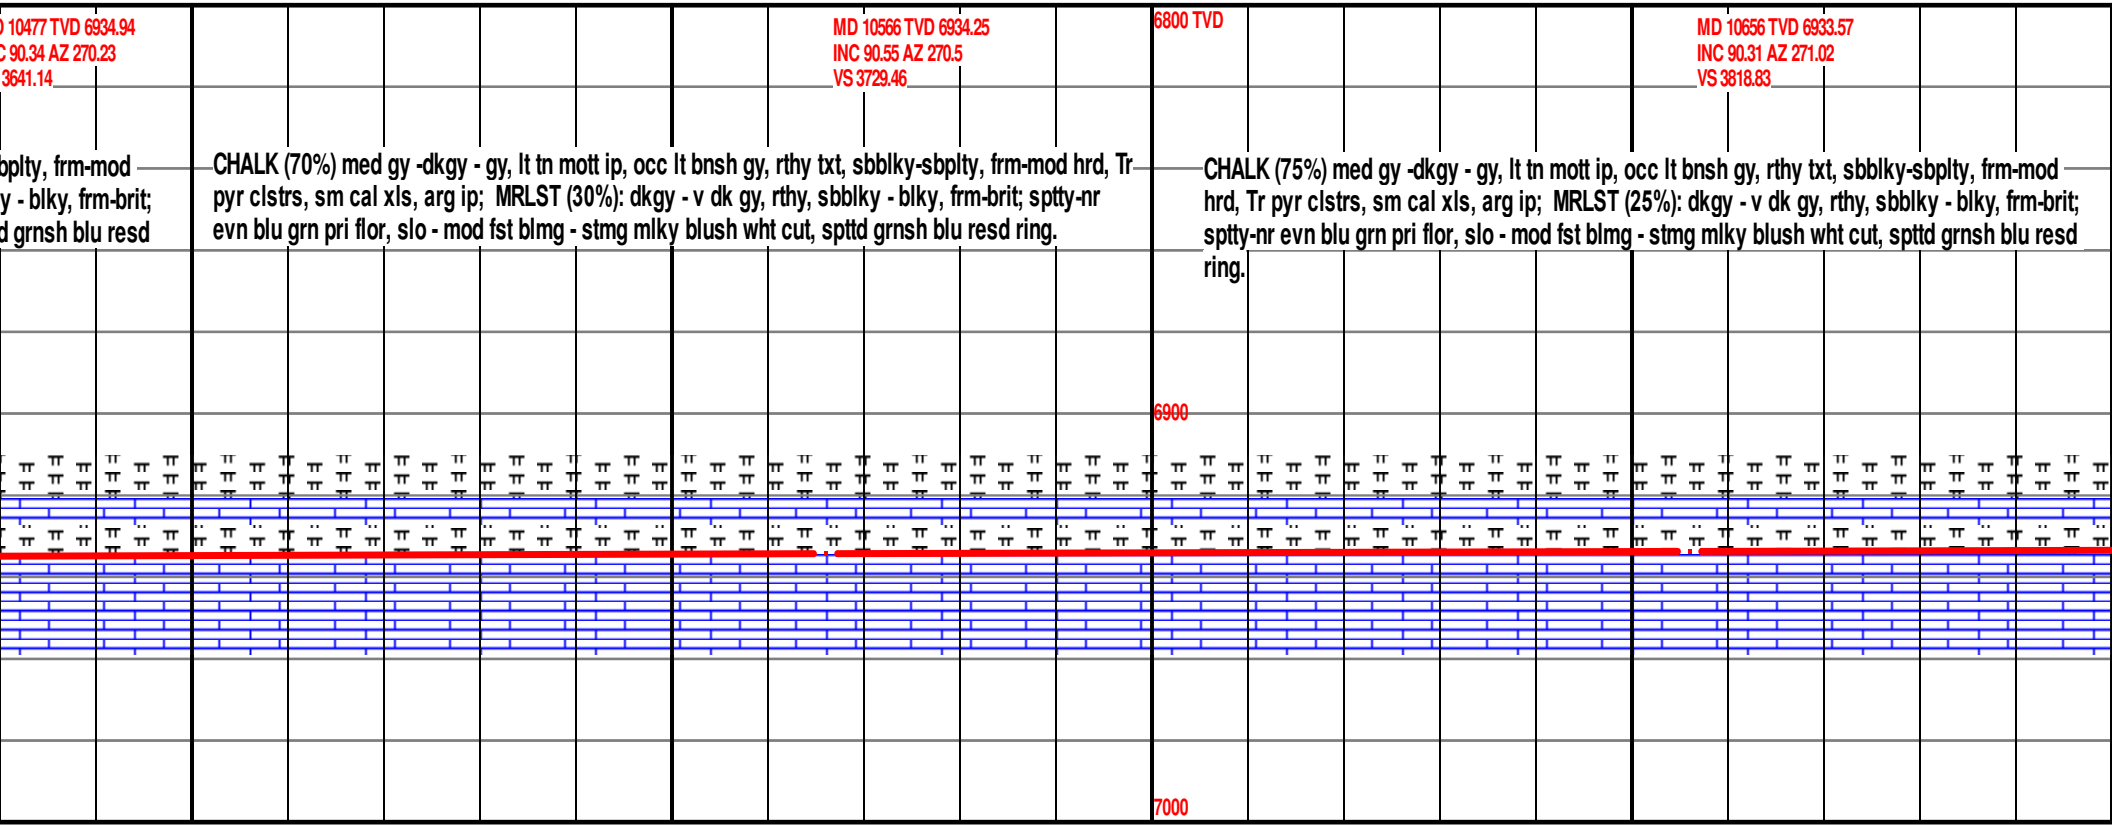 10477 TVD 6934.94
90.34 AZ 270.23
3641.14
MD 10566 TVD 6934.25
INC 90.55 AZ 270.5
VS 3729.46
6800 TVD
MD 10656 TVD 6933.57
INC 90.31 AZ 271.02
VS 3818.83
frm-mod
y - blky, frm-brit;
grnsh blu resd
CHALK (70%) med gy -dkgy - gy, lt tn mott ip, occ lt bnsh gy, rthy txt, sbblky-sbplty, frm-mod hrd, Tr
pyr clstrs, sm cal xls, arg ip;  MRLST (30%): dkgy - v dk gy, rthy, sbblky - blky, frm-brit; sptty-nr
evn blu grn pri flor, slo - mod fst blmg - stmg mlky blush wht cut, spttd grnsh blu resd ring.
CHALK (75%) med gy -dkgy - gy, lt tn mott ip, occ lt bnsh gy, rthy txt, sbblky-sbplty, frm-mod
hrd, Tr pyr clstrs, sm cal xls, arg ip;  MRLST (25%): dkgy - v dk gy, rthy, sbblky - blky, frm-brit;
sptty-nr evn blu grn pri flor, slo - mod fst blmg - stmg mlky blush wht cut, spttd grnsh blu resd
ring.
6900
7000